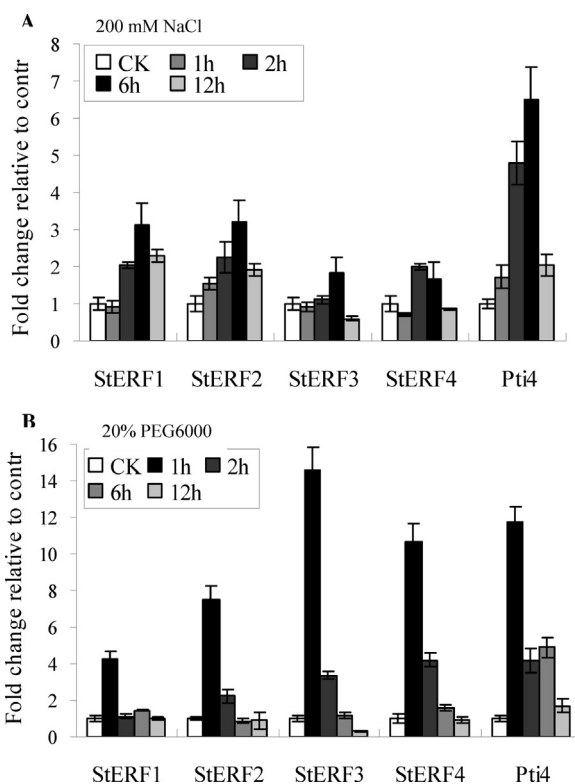 A
200 mM NaCl
CK 1h 2h
6h 12h
Fold change relative to contr
8
7
6
5
4
3
2
1
0
StERF1 StERF2 StERF3 StERF4 Pti4
B
20% PEG6000
CK 1h 2h
6h 12h
Fold change relative to contr
16
14
12
10
8
6
4
2
0
StERF1 StERF2 StERF3 StERF4 Pti4